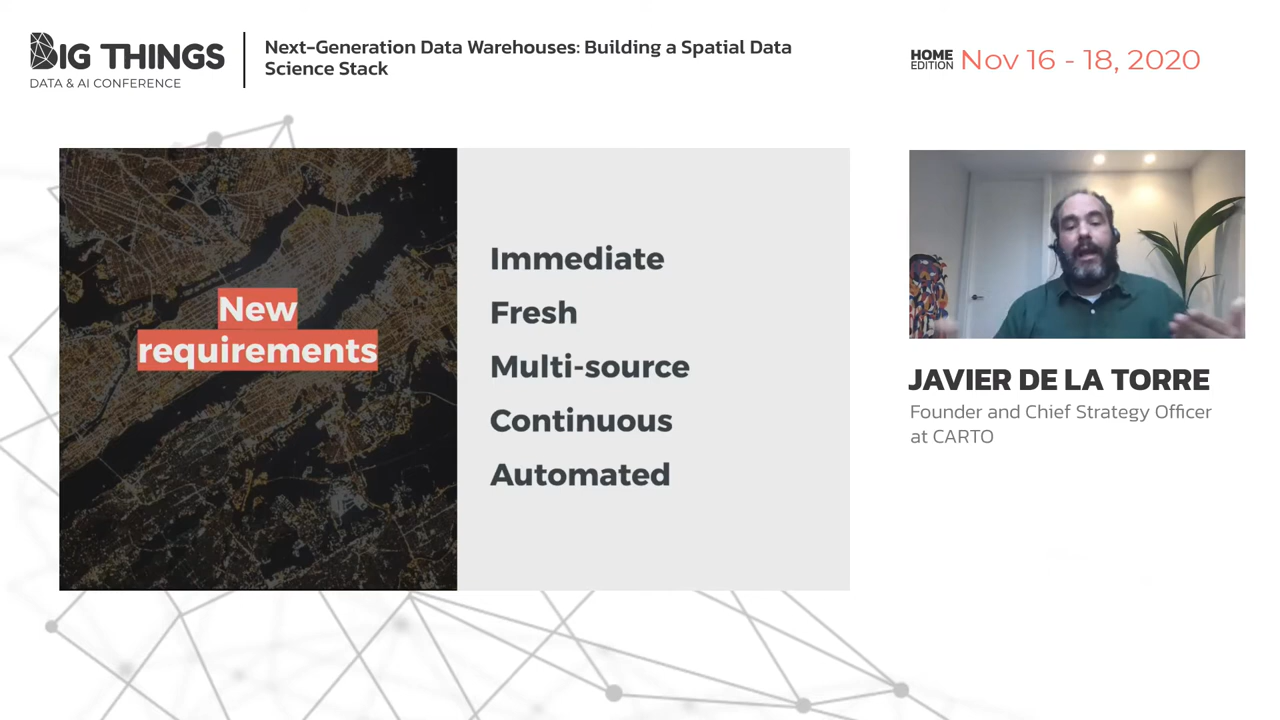 BIG THINGS
DATA & AI CONFERENCE
Next-Generation Data Warehouses: Building a Spatial Data
Science Stack
HOME
EDITION
Nov 16 - 18, 2020
New
requirements
Immediate
Fresh
Multi-source
Continuous
Automated
JAVIER DE LA TORRE
Founder and Chief Strategy Officer
at CARTO